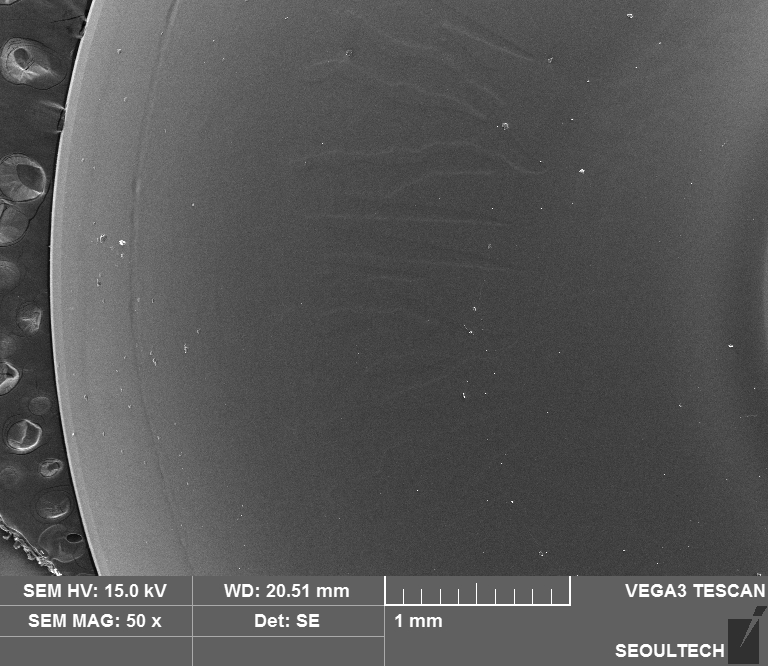 SEM HV: 15.0 kV WD: 20.51 mm VEGA3 TESCAN
SEM MAG: 50 x Det: SE 1 mm
SEOULTECH